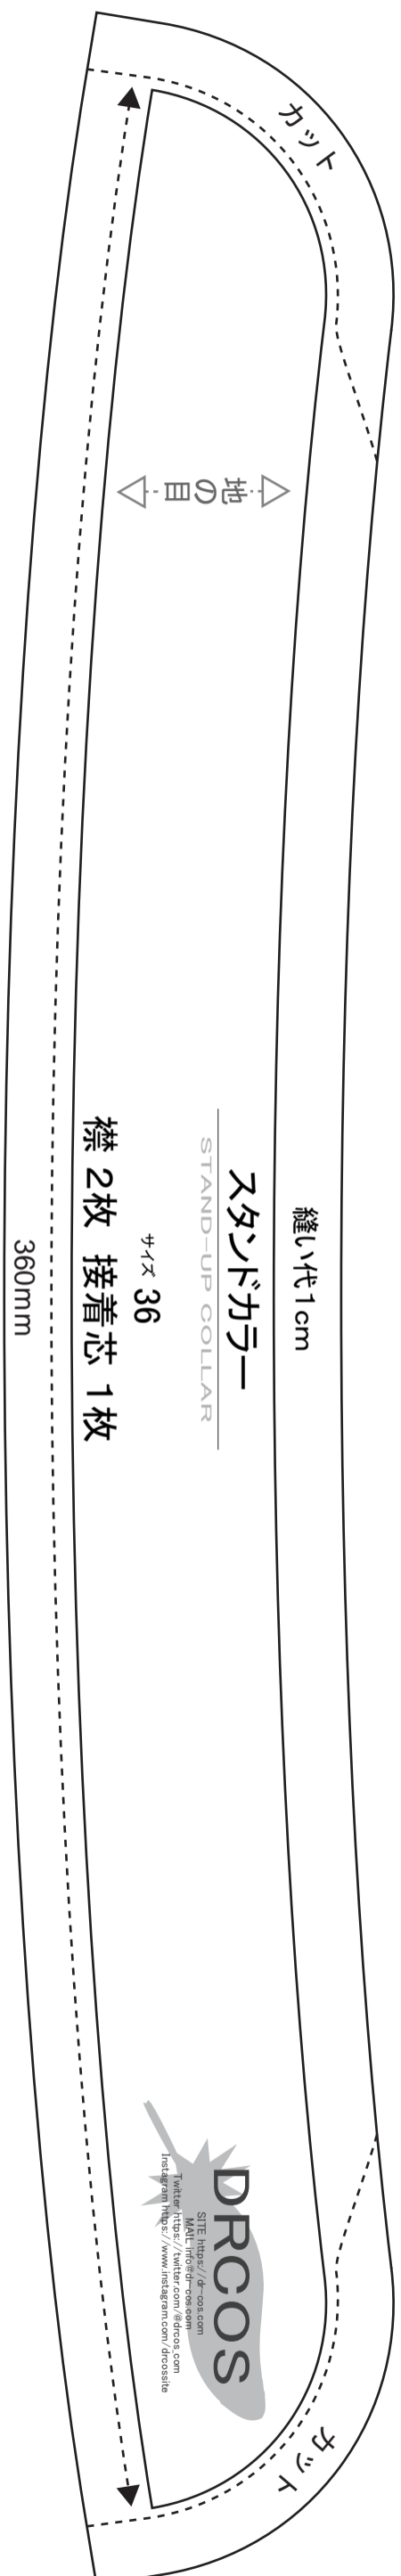 カット
地の目
縫い代1cm
スタンドカラー
STAND-UP COLLAR
サイズ 36
襟 2枚 接着芯 1枚
360mm
DRCOS
SITE https://dr-cos.com
MAIL info@dr-cos.com
Twitter https://twitter.com/@drcos_com
Instagram https://www.instagram.com/drcossite
カット